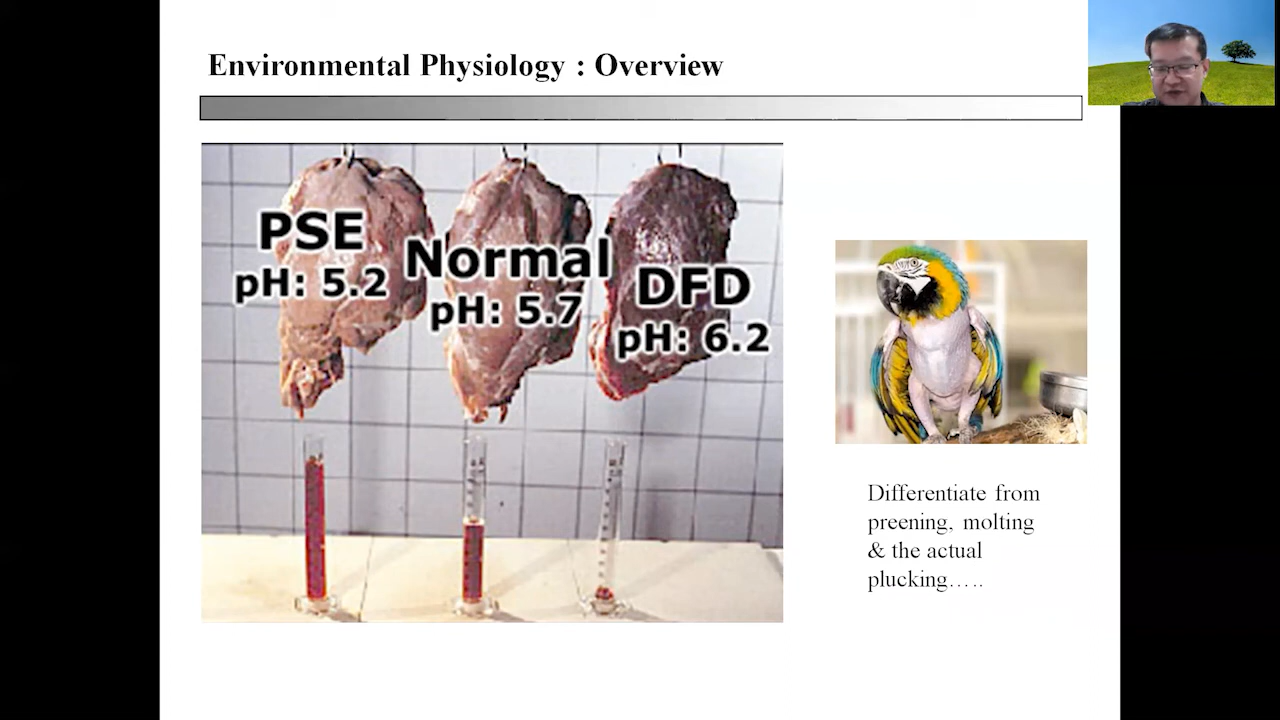 Environmental Physiology : Overview
PSE
pH: 5.2
Normal
pH: 5.7
DFD
pH: 6.2
Differentiate from
preening, molting
& the actual
plucking…..